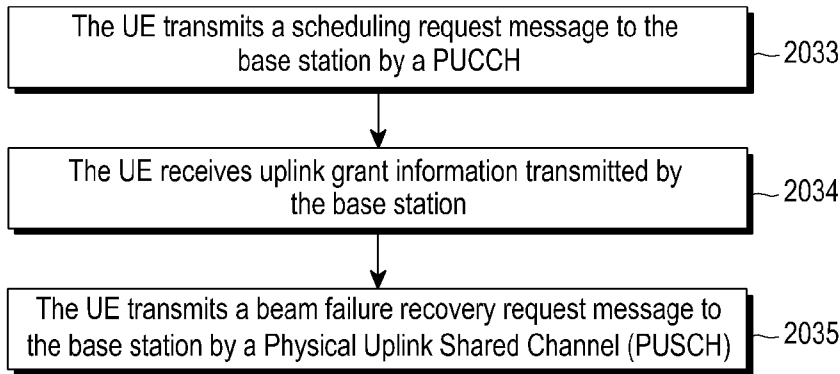 The UE transmits a scheduling request message to the
base station by a PUCCH
2033
The UE receives uplink grant information transmitted by
the base station
2034
The UE transmits a beam failure recovery request message to
the base station by a Physical Uplink Shared Channel (PUSCH)
2035